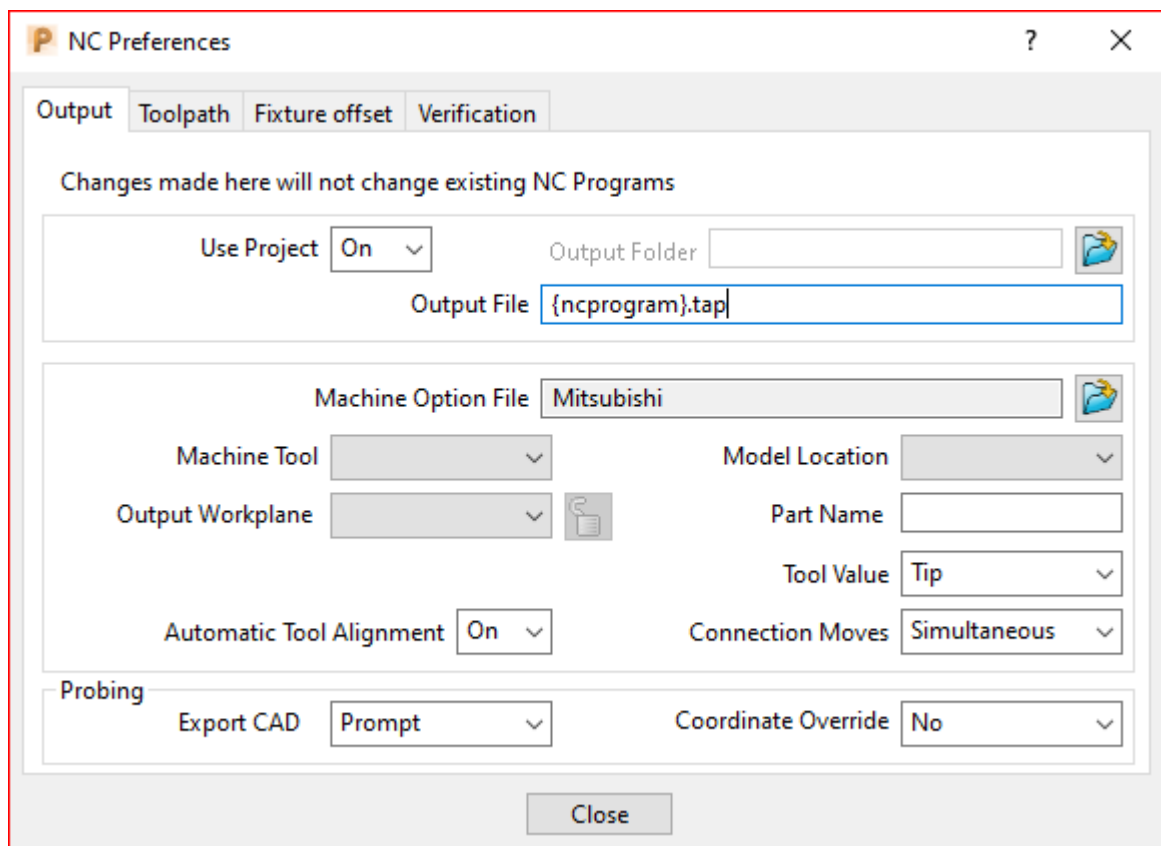 P NC Preferences ? ×
Output Toolpath Fixture offset Verification
Changes made here will not change existing NC Programs
Use Project On Output Folder
Output File {ncprogram}.tap
Machine Option File Mitsubishi
Machine Tool Model Location
Output Workplane Part Name
Tool Value Tip
Automatic Tool Alignment On Connection Moves Simultaneous
Probing
Export CAD Prompt Coordinate Override No
Close